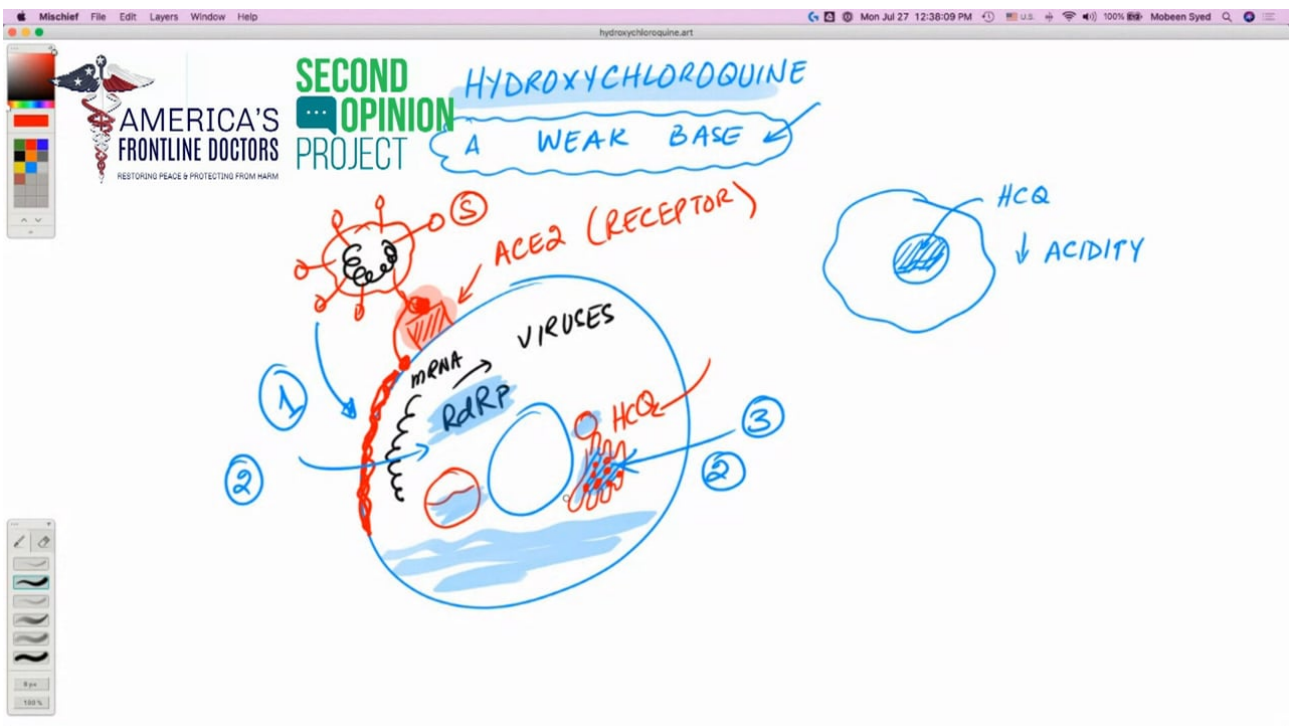 Mischief File Edit Layers Window Help
Mon Jul 27 12:38:09 PM U.S. 100% Mobeen Syed
hydroxychloroquine.art
SECOND
OPINION
PROJECT
AMERICA'S
FRONTLINE DOCTORS
RESTORING PEACE & PROTECTING FROM HARM
HYDROXYCHLOROQUINE
A WEAK BASE
S
ACE2 (RECEPTOR)
HCQ
↓ ACIDITY
VIRUSES
mRNA
RdRp
HCQ
1
2
3
2
8 px
100%